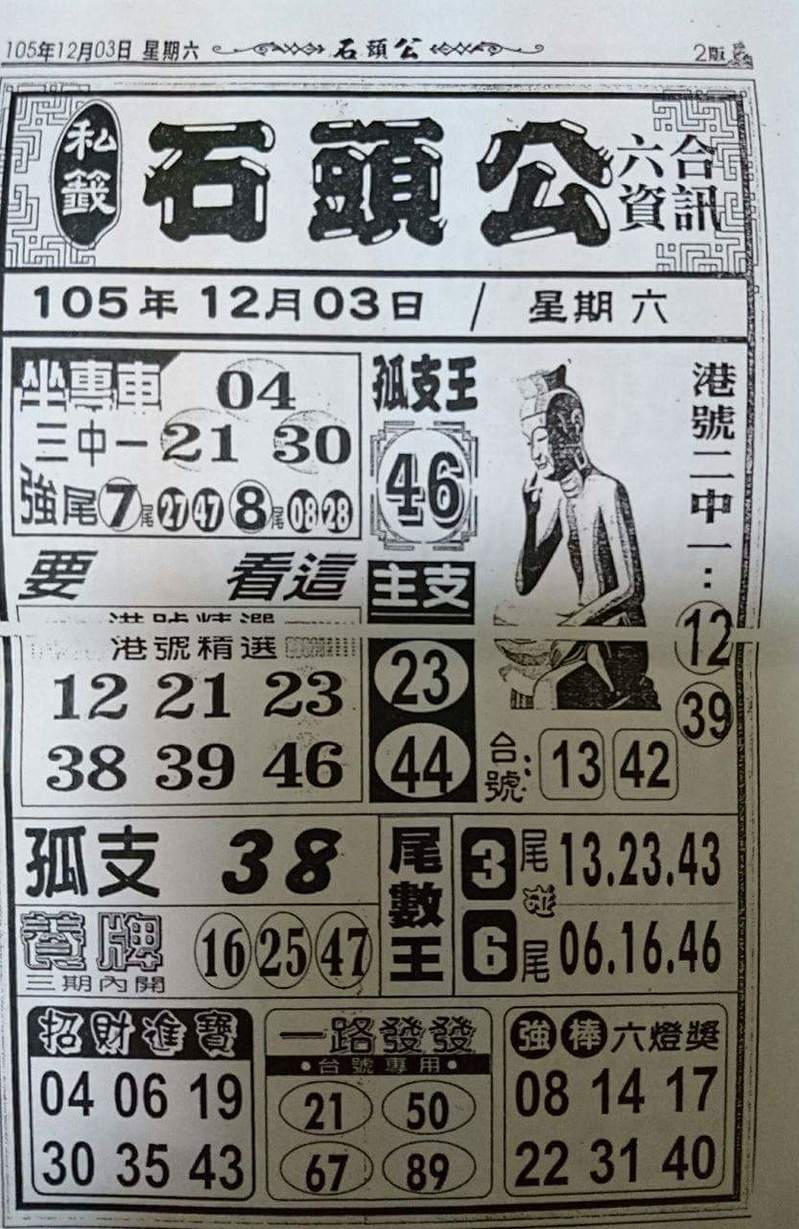 105年12月03日 星期六 石頭公 2版
私籤 石頭公 六合資訊
105年12月03日 / 星期六
坐專車 04
三中一 21 30
強尾 7尾 27 47 8尾 08 28
孤支王
46
港號二中一:
12
39
要看這
港號精選
港號精選
12 21 23
38 39 46
主支
23
44
台號: 13 42
孤支 38
養牌 16 25 47
三期內開
尾數王
3尾 13.23.43
碰
6尾 06.16.46
招財進寶
04 06 19
30 35 43
一路發發
•台號專用•
21 50
67 89
強棒六燈獎
08 14 17
22 31 40